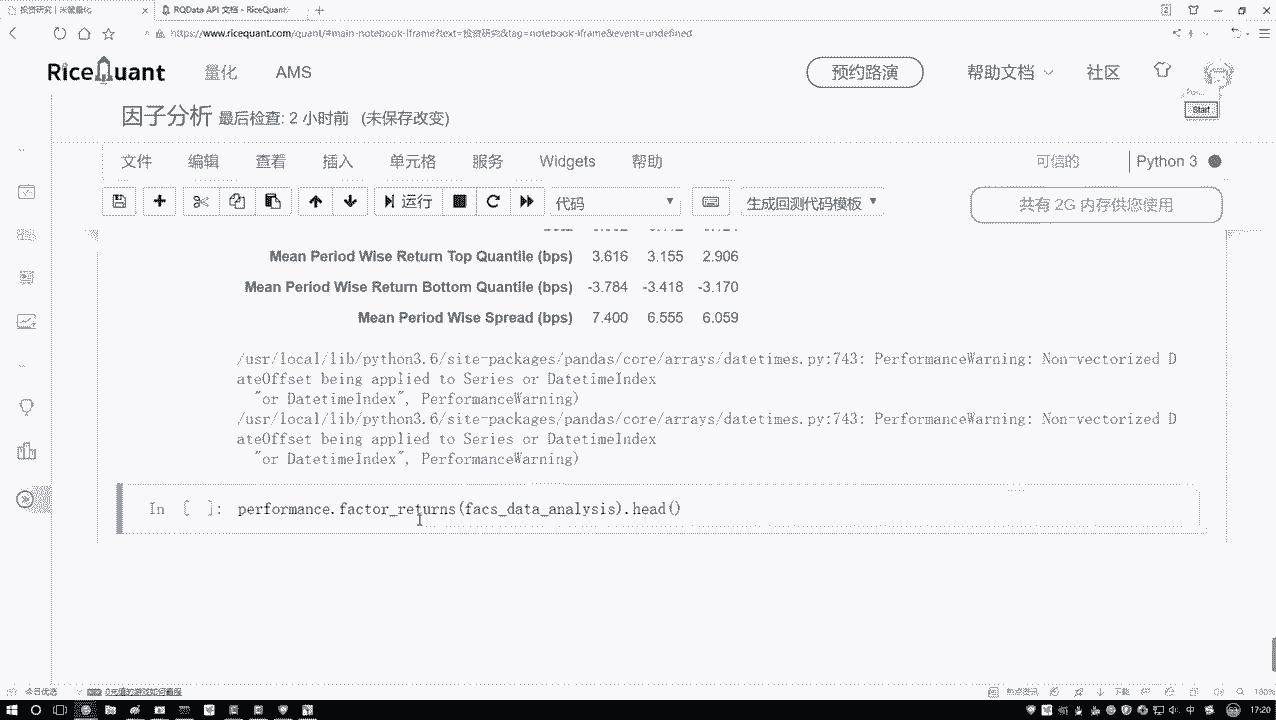 投资研究 | 米筐量化
RQData API 文档 - RiceQuant
https://www.ricequant.com/quant/#main-notebook-iframe?text=投资研究&tag=notebook-iframe&event=undefined
RiceQuant 量化 AMS 预约路演 帮助文档 社区
Start
因子分析 最后检查: 2 小时前 (未保存改变)
文件 编辑 查看 插入 单元格 服务 Widgets 帮助 可信的 Python 3
运行 代码 生成回测代码模板 共有 2G 内存供您使用
Mean Period Wise Return Top Quantile (bps) 3.616 3.155 2.906
Mean Period Wise Return Bottom Quantile (bps) -3.784 -3.418 -3.170
Mean Period Wise Spread (bps) 7.400 6.555 6.059
/usr/local/lib/python3.6/site-packages/pandas/core/arrays/datetimes.py:743: PerformanceWarning: Non-vectorized D
ateOffset being applied to Series or DatetimeIndex
"or DatetimeIndex", PerformanceWarning)
/usr/local/lib/python3.6/site-packages/pandas/core/arrays/datetimes.py:743: PerformanceWarning: Non-vectorized D
ateOffset being applied to Series or DatetimeIndex
"or DatetimeIndex", PerformanceWarning)
In [ ]: performance.factor_returns(facs_data_analysis).head()
今日优选
下载
180%
中
17:20